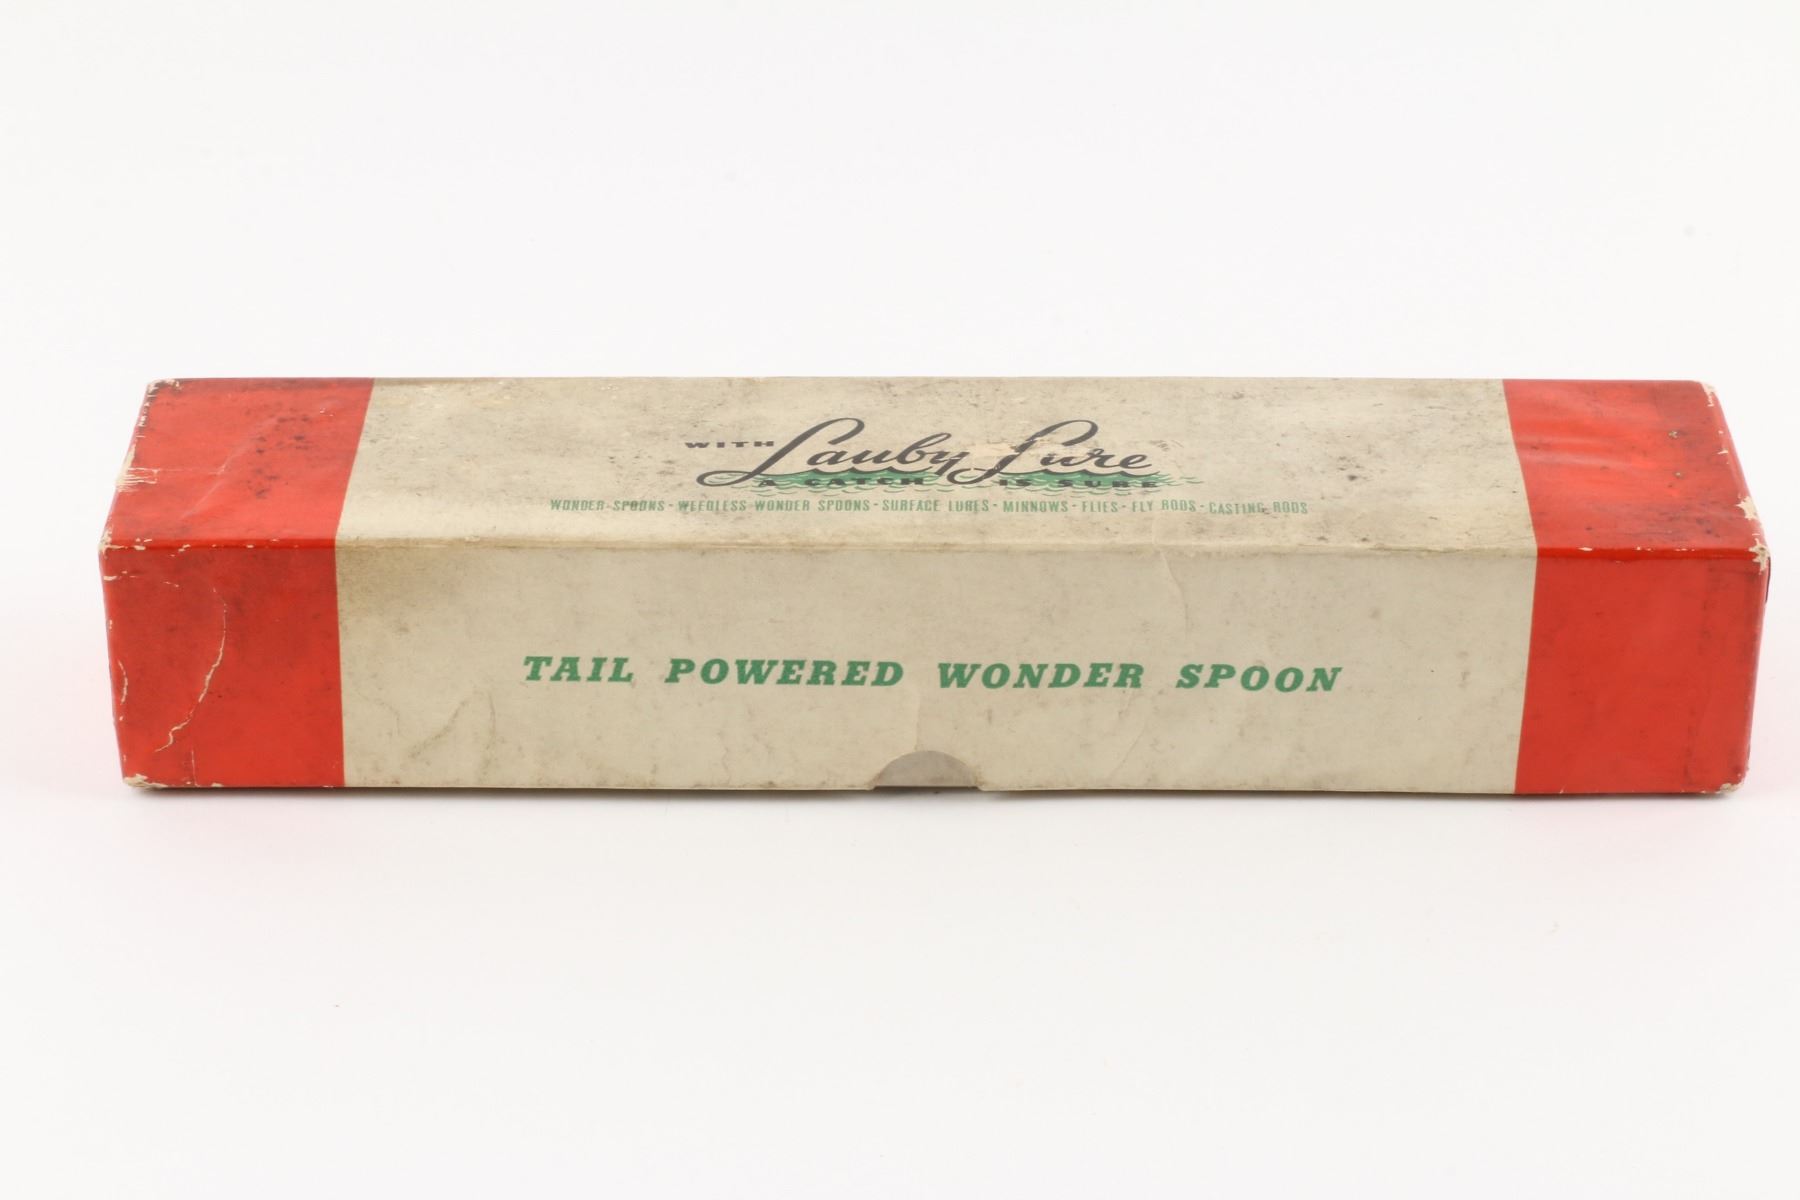 WITH Lauby Lure
A CATCH IS SURE
WONDER SPOONS - WEEDLESS WONDER SPOONS - SURFACE LURES - MINNOWS - FLIES - FLY RODS - CASTING RODS
TAIL POWERED WONDER SPOON